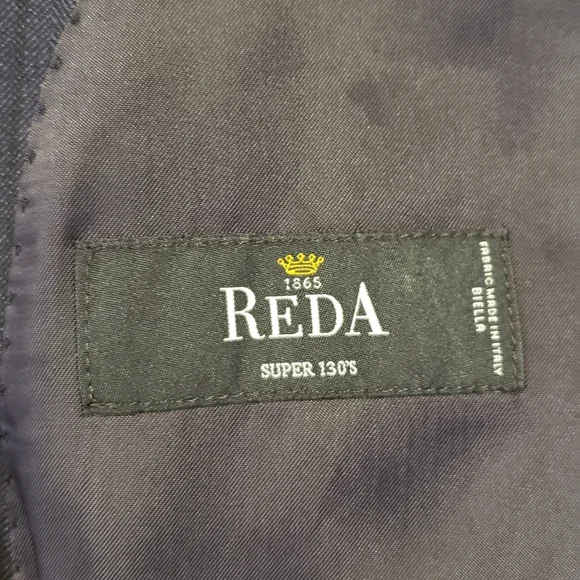 1865
REDA
SUPER 130'S
FABRIC MADE IN ITALY
BIELLA